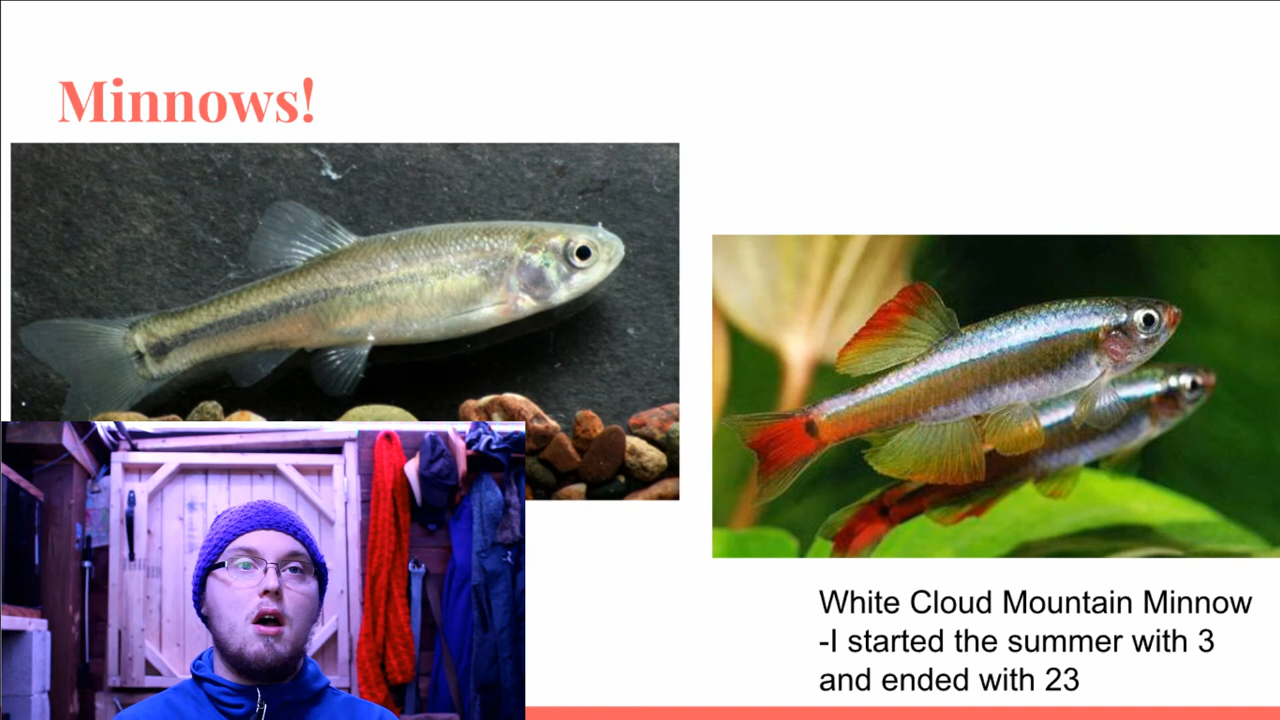 Minnows!
White Cloud Mountain Minnow
-I started the summer with 3
and ended with 23